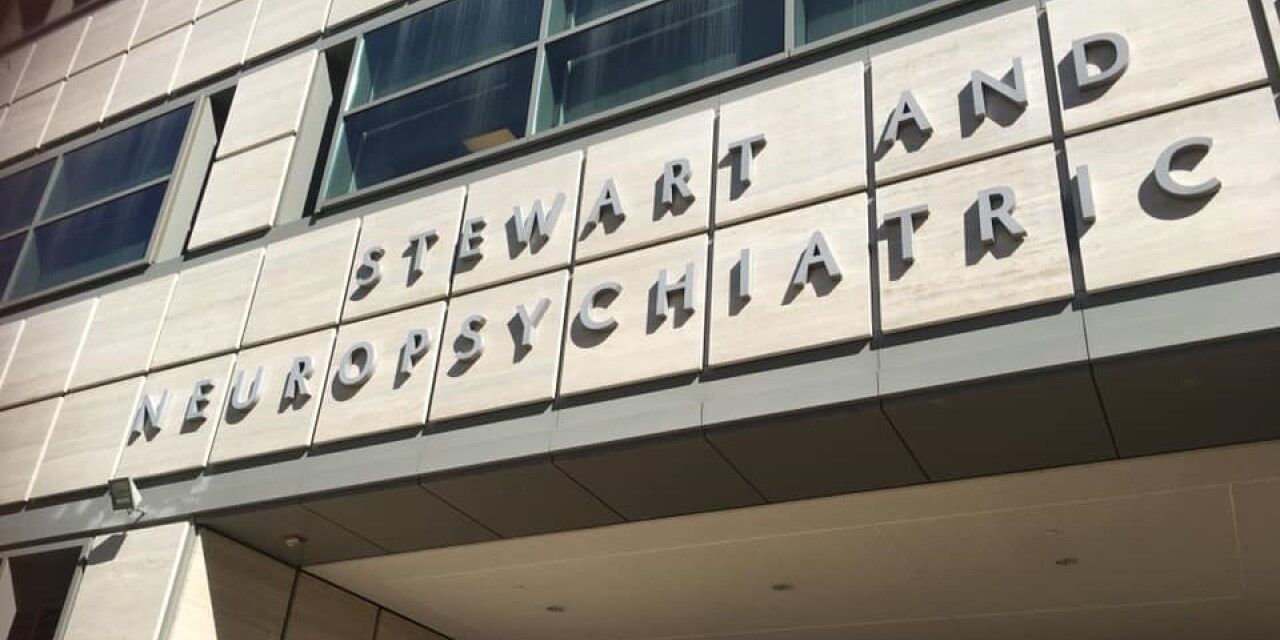 STEWART AND
NEUROPSYCHIATRIC